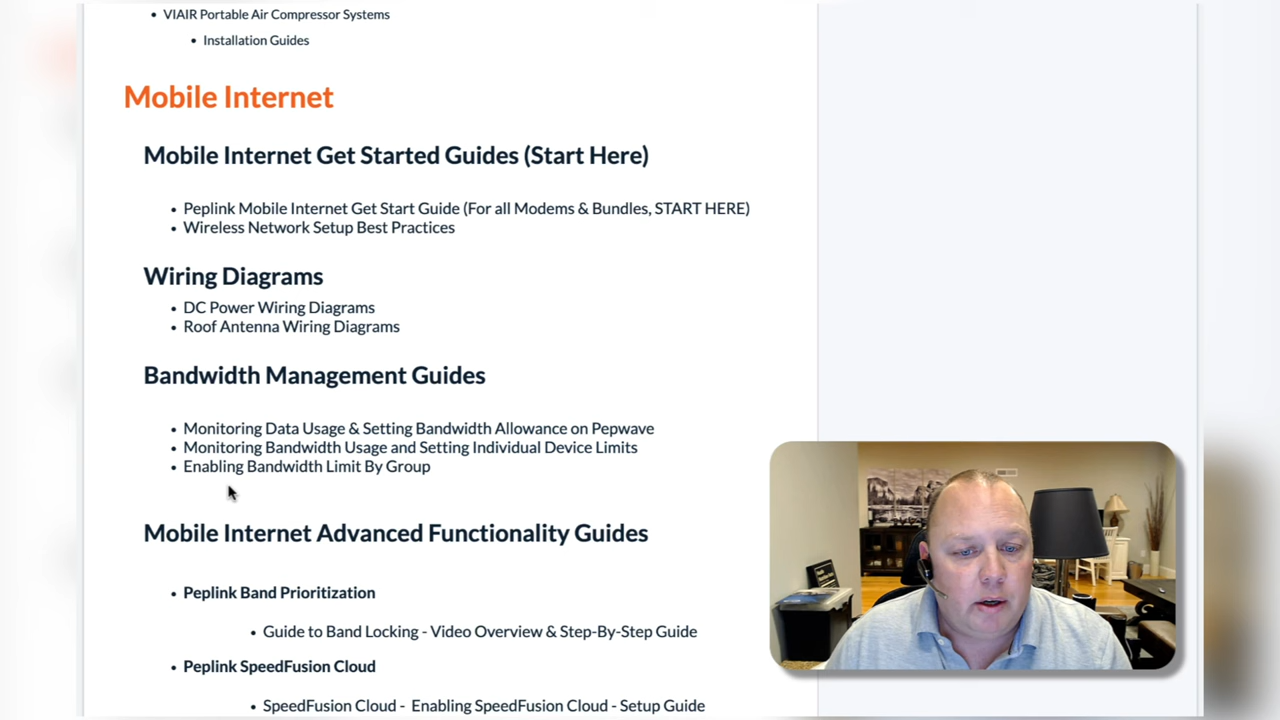 VIAIR Portable Air Compressor Systems
Installation Guides
Mobile Internet
Mobile Internet Get Started Guides (Start Here)
Peplink Mobile Internet Get Start Guide (For all Modems & Bundles, START HERE)
Wireless Network Setup Best Practices
Wiring Diagrams
DC Power Wiring Diagrams
Roof Antenna Wiring Diagrams
Bandwidth Management Guides
Monitoring Data Usage & Setting Bandwidth Allowance on Pepwave
Monitoring Bandwidth Usage and Setting Individual Device Limits
Enabling Bandwidth Limit By Group
Mobile Internet Advanced Functionality Guides
Peplink Band Prioritization
Guide to Band Locking - Video Overview & Step-By-Step Guide
Peplink SpeedFusion Cloud
SpeedFusion Cloud - Enabling SpeedFusion Cloud - Setup Guide